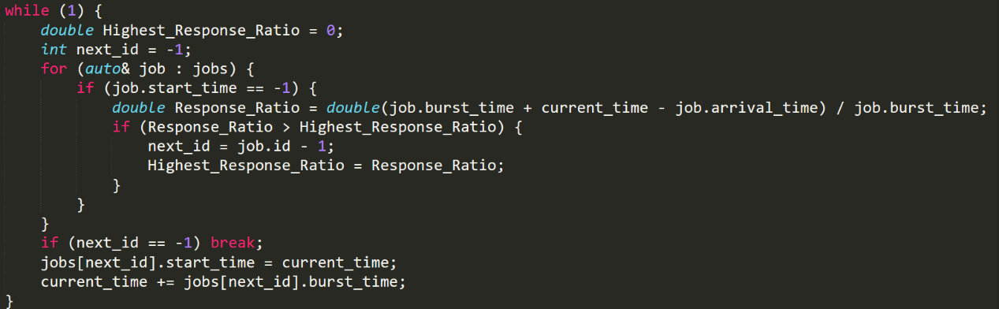 while (1) {
    double Highest_Response_Ratio = 0;
    int next_id = -1;
    for (auto& job : jobs) {
        if (job.start_time == -1) {
            double Response_Ratio = double(job.burst_time + current_time - job.arrival_time) / job.burst_time;
            if (Response_Ratio > Highest_Response_Ratio) {
                next_id = job.id - 1;
                Highest_Response_Ratio = Response_Ratio;
            }
        }
    }
    if (next_id == -1) break;
    jobs[next_id].start_time = current_time;
    current_time += jobs[next_id].burst_time;
}